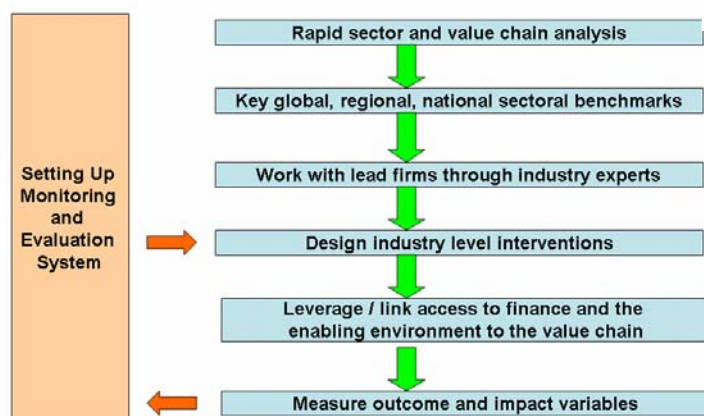 Setting Up
Monitoring
and
Evaluation
System
Rapid sector and value chain analysis
Key global, regional, national sectoral benchmarks
Work with lead firms through industry experts
Design industry level interventions
Leverage / link access to finance and the
enabling environment to the value chain
Measure outcome and impact variables